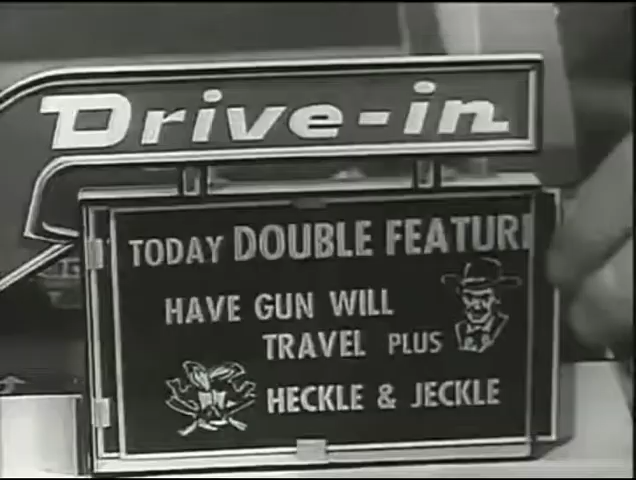 Drive-in
TODAY DOUBLE FEATUR
HAVE GUN WILL
TRAVEL PLUS
HECKLE & JECKLE